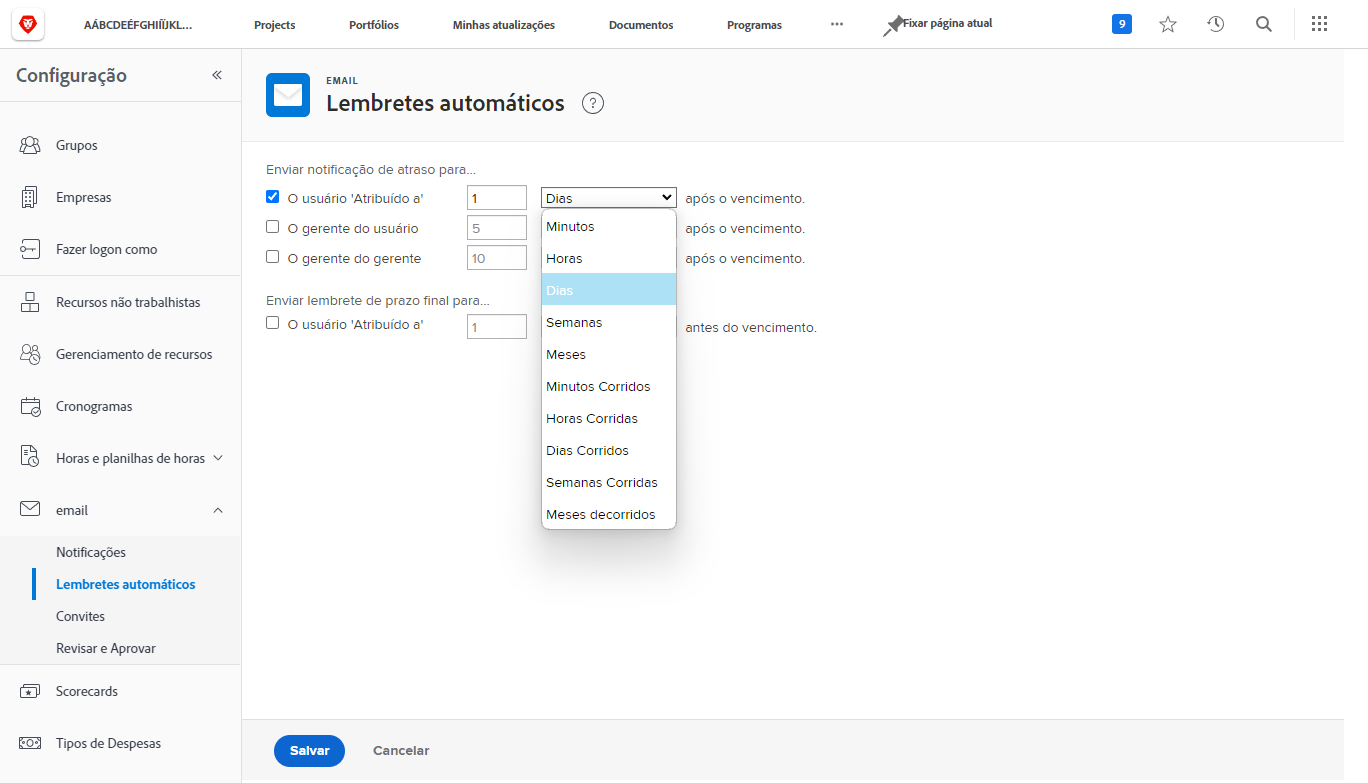 AÁBCDEÉFGHIÍÏJKL...
Projects
Portfólios
Minhas atualizações
Documentos
Programas
Fixar página atual
9
Configuração
EMAIL
Lembretes automáticos
?
Grupos
Empresas
Fazer logon como
Recursos não trabalhistas
Gerenciamento de recursos
Cronogramas
Horas e planilhas de horas
email
Notificações
Lembretes automáticos
Convites
Revisar e Aprovar
Scorecards
Tipos de Despesas
Enviar notificação de atraso para...
O usuário 'Atribuído a' 1 Dias após o vencimento.
O gerente do usuário 5 após o vencimento.
O gerente do gerente 10 após o vencimento.
Enviar lembrete de prazo final para...
O usuário 'Atribuído a' 1 antes do vencimento.
Minutos
Horas
Dias
Semanas
Meses
Minutos Corridos
Horas Corridas
Dias Corridos
Semanas Corridas
Meses decorridos
Salvar
Cancelar